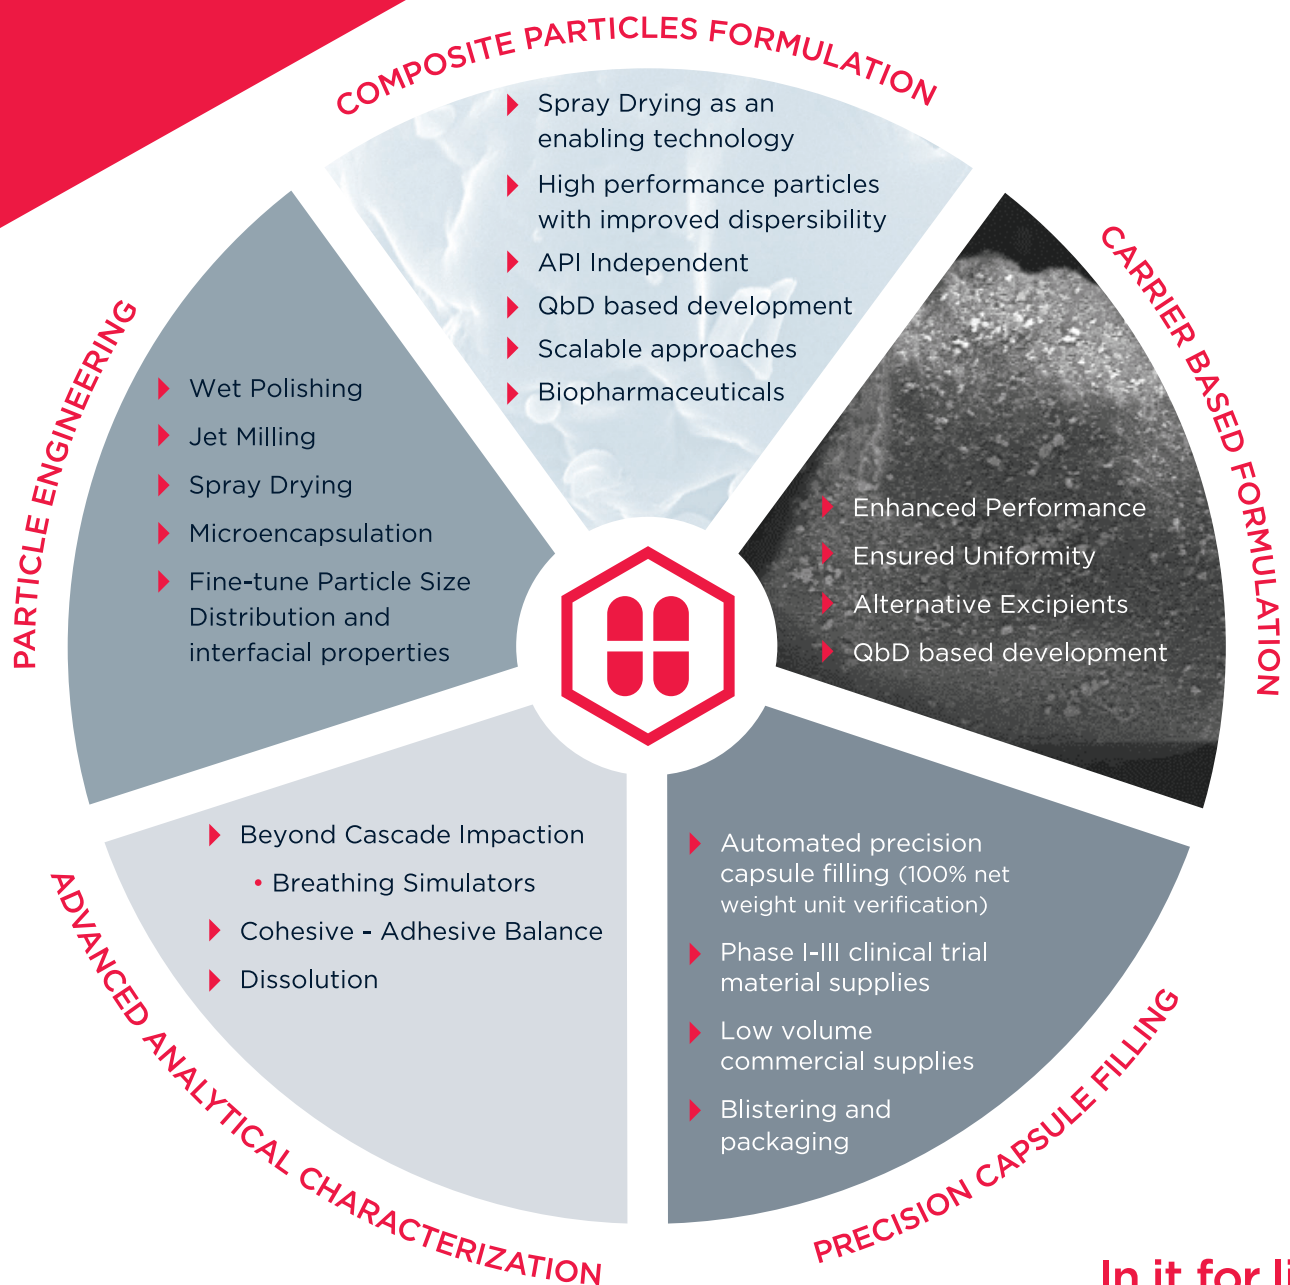 COMPOSITE PARTICLES FORMULATION
Spray Drying as an
enabling technology
High performance particles
with improved dispersibility
API Independent
QbD based development
Scalable approaches
Biopharmaceuticals
CARRIER BASED FORMULATION
Enhanced Performance
Ensured Uniformity
Alternative Excipients
QbD based development
PRECISION CAPSULE FILLING
Automated precision
capsule filling (100% net
weight unit verification)
Phase I-III clinical trial
material supplies
Low volume
commercial supplies
Blistering and
packaging
ADVANCED ANALYTICAL CHARACTERIZATION
Beyond Cascade Impaction
• Breathing Simulators
Cohesive - Adhesive Balance
Dissolution
PARTICLE ENGINEERING
Wet Polishing
Jet Milling
Spray Drying
Microencapsulation
Fine-tune Particle Size
Distribution and
interfacial properties
In it for